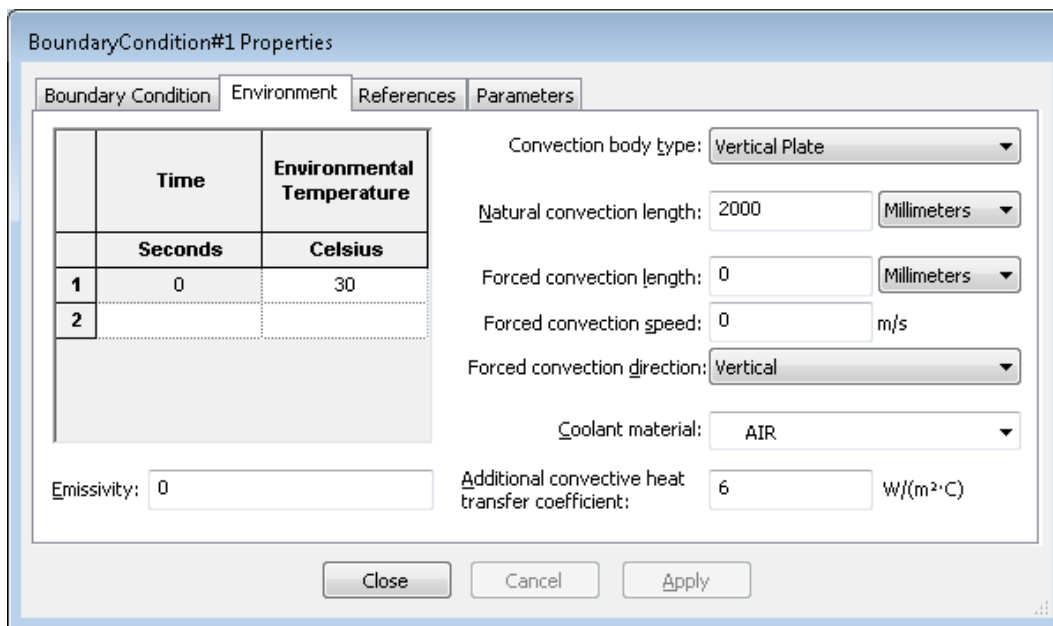 BoundaryCondition#1 Properties
Boundary Condition Environment References Parameters
Time Environmental Temperature
Seconds Celsius
1 0 30
2
Convection body type: Vertical Plate
Natural convection length: 2000 Millimeters
Forced convection length: 0 Millimeters
Forced convection speed: 0 m/s
Forced convection direction: Vertical
Coolant material: AIR
Emissivity: 0
Additional convective heat
transfer coefficient: 6 W/(m²·C)
Close Cancel Apply